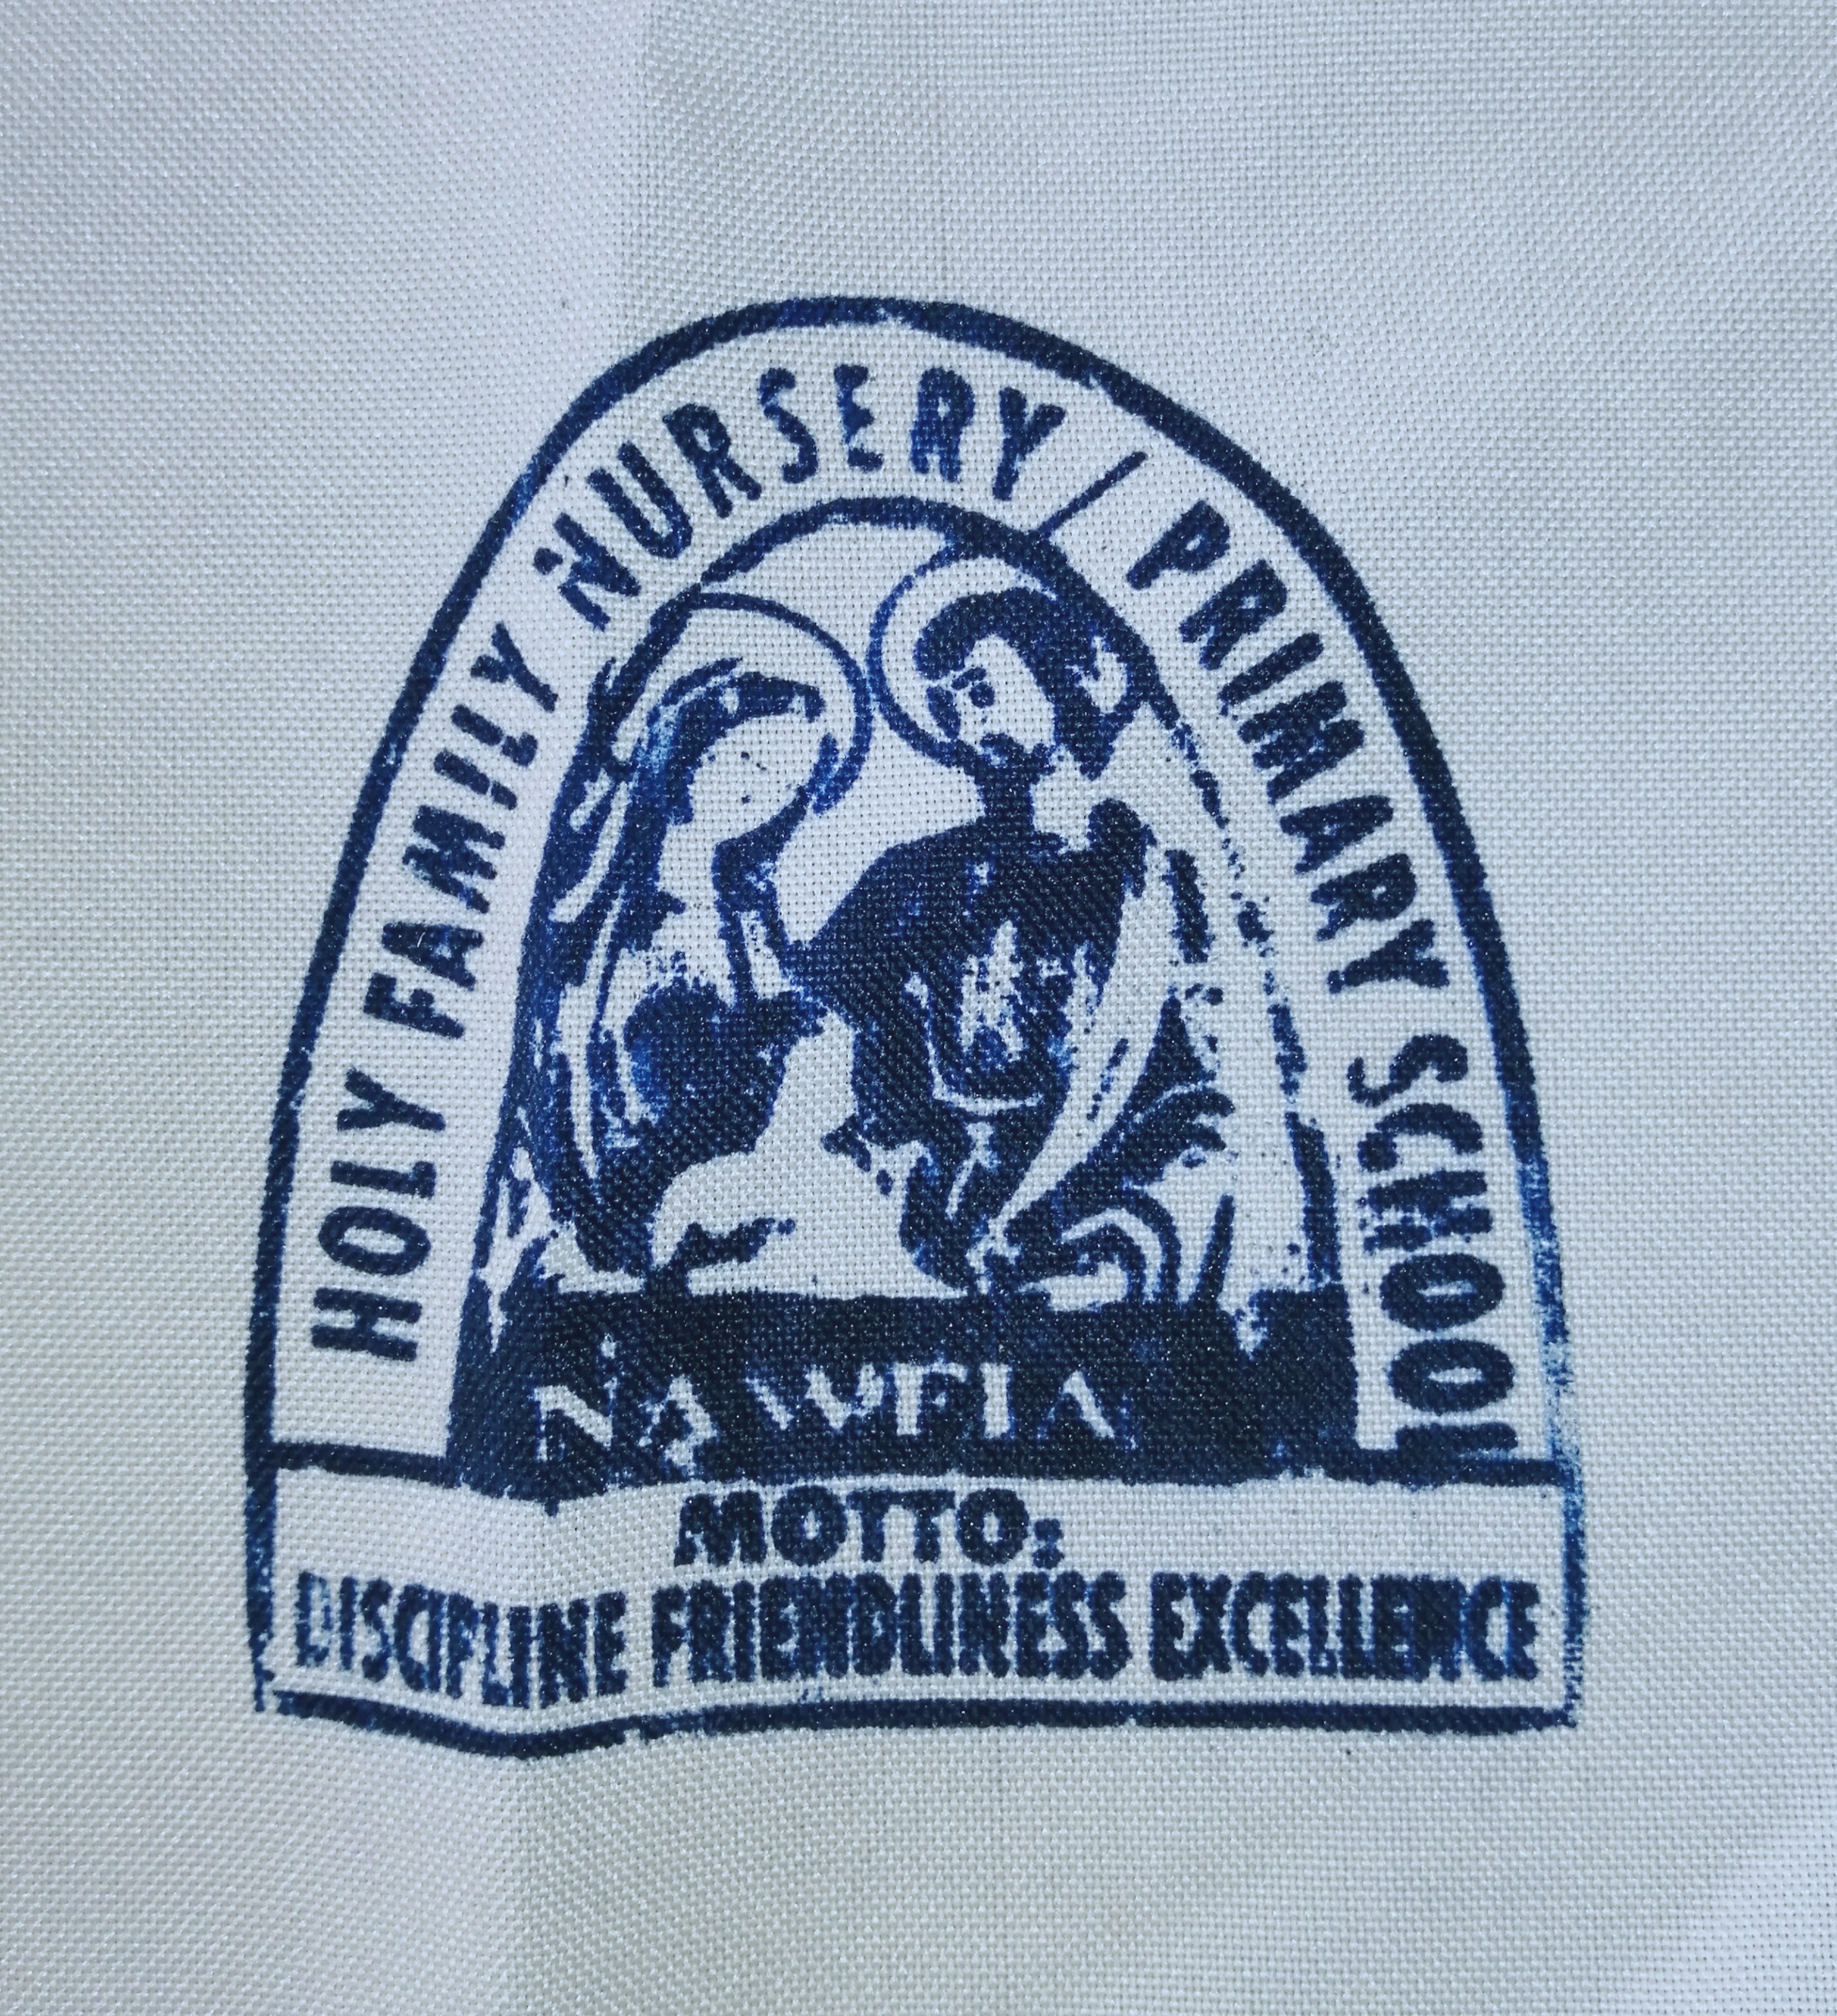 HOLY FAMILY NURSERY / PRIMARY SCHOOL
NAWFIA
MOTTO:
DISCIPLINE FRIENDLINESS EXCELLENCE